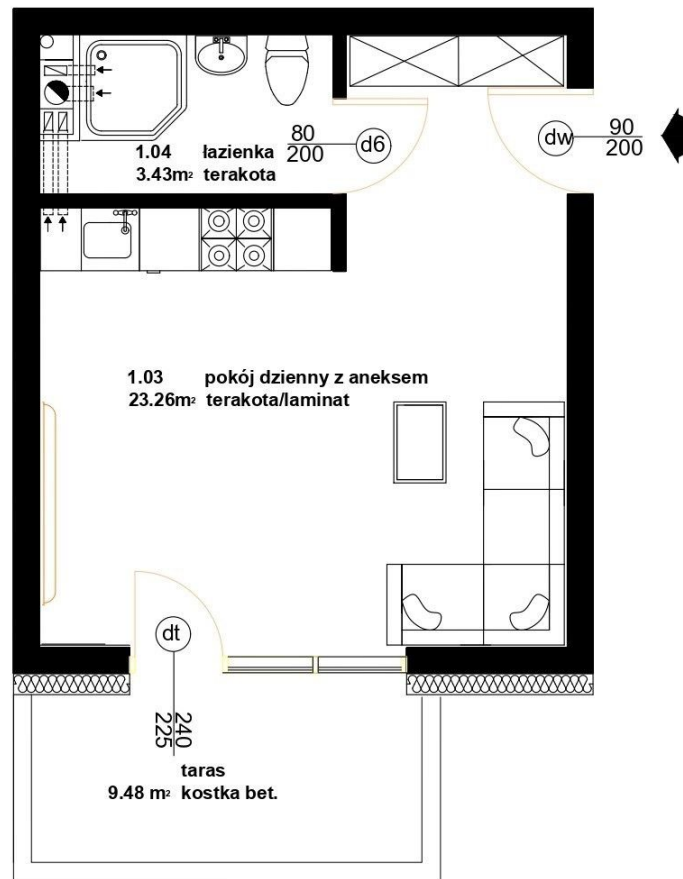 80
200
d6
dw
90
200
1.04 łazienka
3.43m² terakota
1.03 pokój dzienny z aneksem
23.26m² terakota/laminat
dt
240
225
taras
9.48 m² kostka bet.